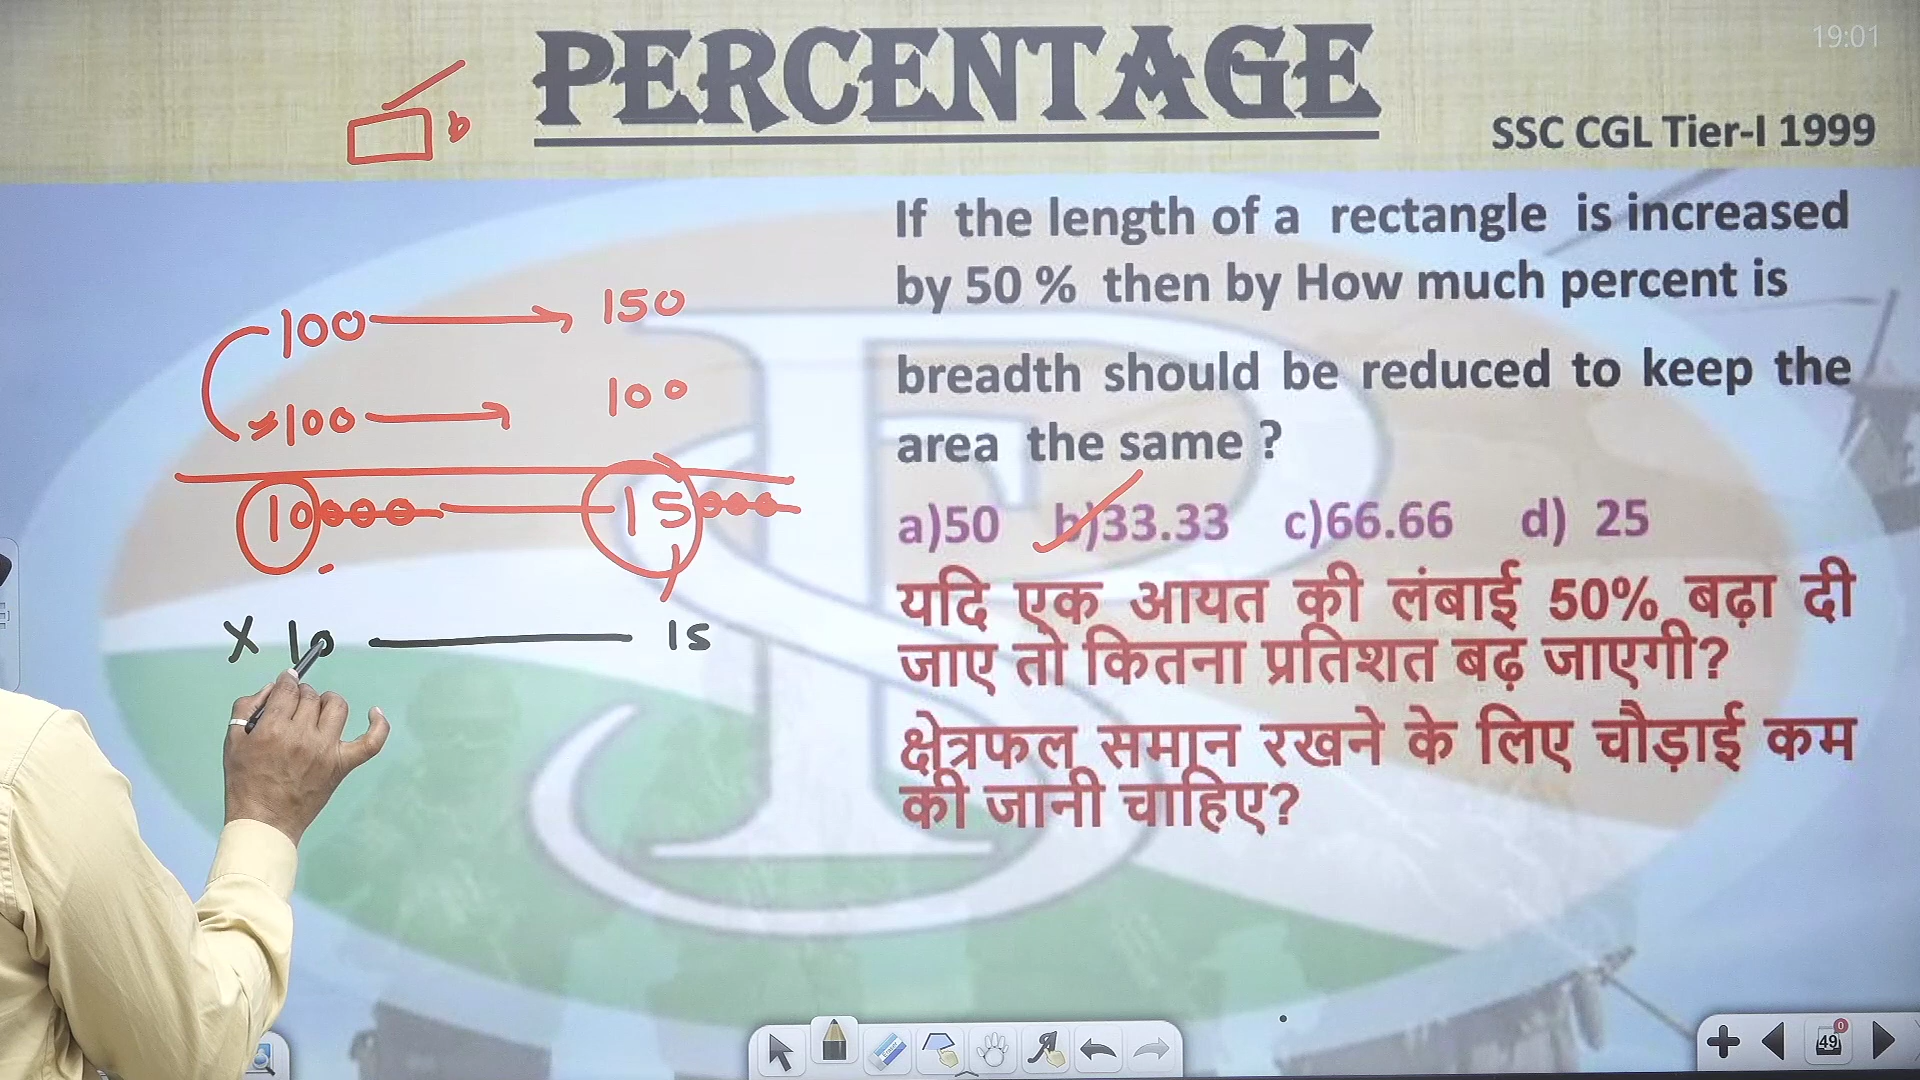 PERCENTAGE
19:01
SSC CGL Tier-I 1999
b
If the length of a rectangle is increased
by 50 % then by How much percent is
breadth should be reduced to keep the
area the same ?
a)50 b)33.33 c)66.66 d) 25
यदि एक आयत की लंबाई 50% बढ़ा दी
जाए तो कितना प्रतिशत बढ़ जाएगी?
क्षेत्रफल समान रखने के लिए चौड़ाई कम
की जानी चाहिए?
100 → 150
100 → 100
10000 — 15000
X 10 — 15
49